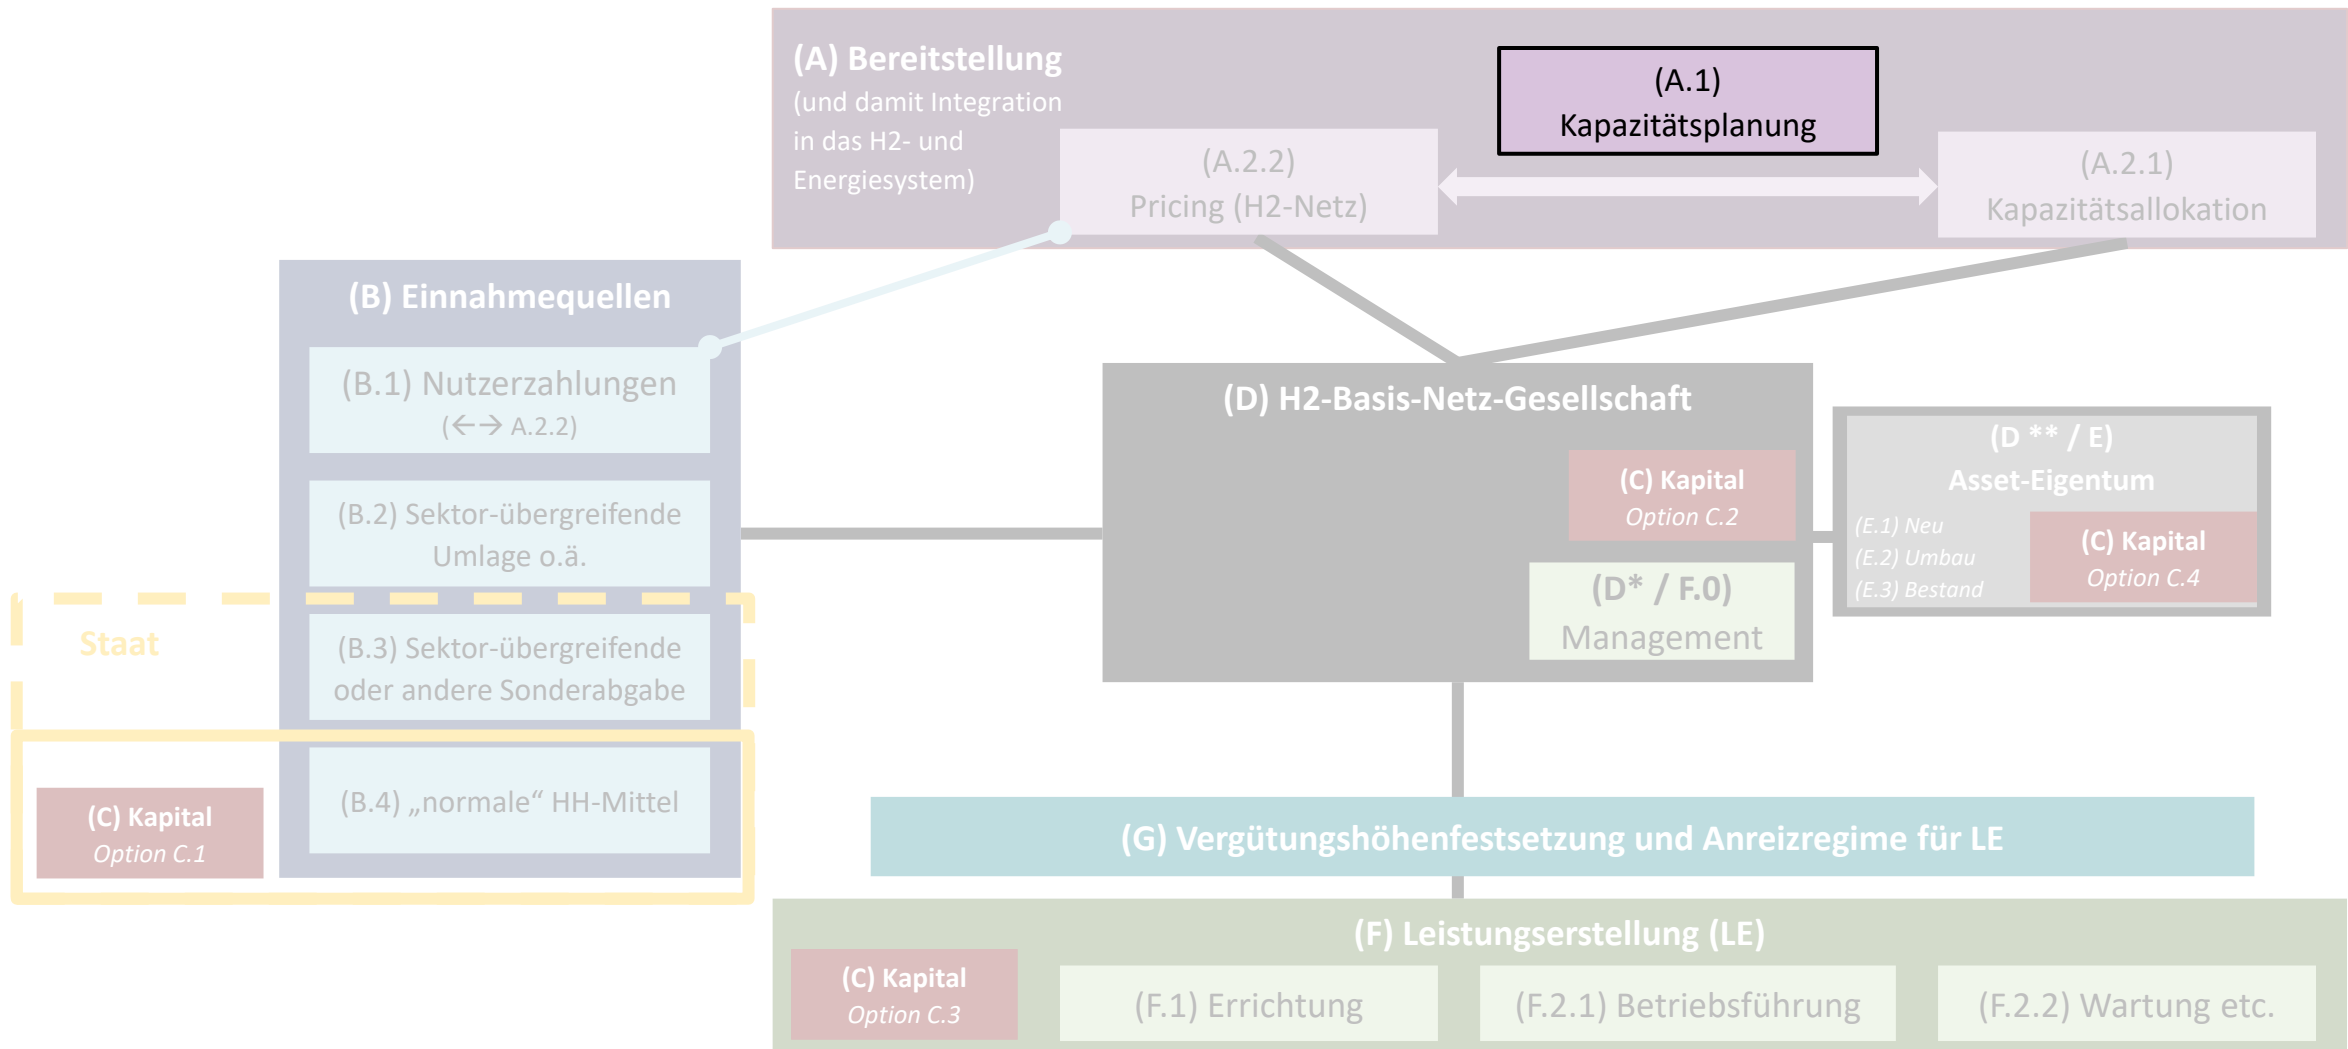 (A) Bereitstellung
(und damit Integration
in das H2- und
Energiesystem)
(A.1)
Kapazitätsplanung
(A.2.2)
Pricing (H2-Netz)
(A.2.1)
Kapazitätsallokation
(B) Einnahmequellen
(B.1) Nutzerzahlungen
(←→ A.2.2)
(B.2) Sektor-übergreifende
Umlage o.ä.
Staat
(B.3) Sektor-übergreifende
oder andere Sonderabgabe
(B.4) „normale“ HH-Mittel
(C) Kapital
Option C.1
(D) H2-Basis-Netz-Gesellschaft
(C) Kapital
Option C.2
(D* / F.0)
Management
(D ** / E)
Asset-Eigentum
(E.1) Neu
(E.2) Umbau
(E.3) Bestand
(C) Kapital
Option C.4
(G) Vergütungshöhenfestsetzung und Anreizregime für LE
(F) Leistungserstellung (LE)
(C) Kapital
Option C.3
(F.1) Errichtung
(F.2.1) Betriebsführung
(F.2.2) Wartung etc.